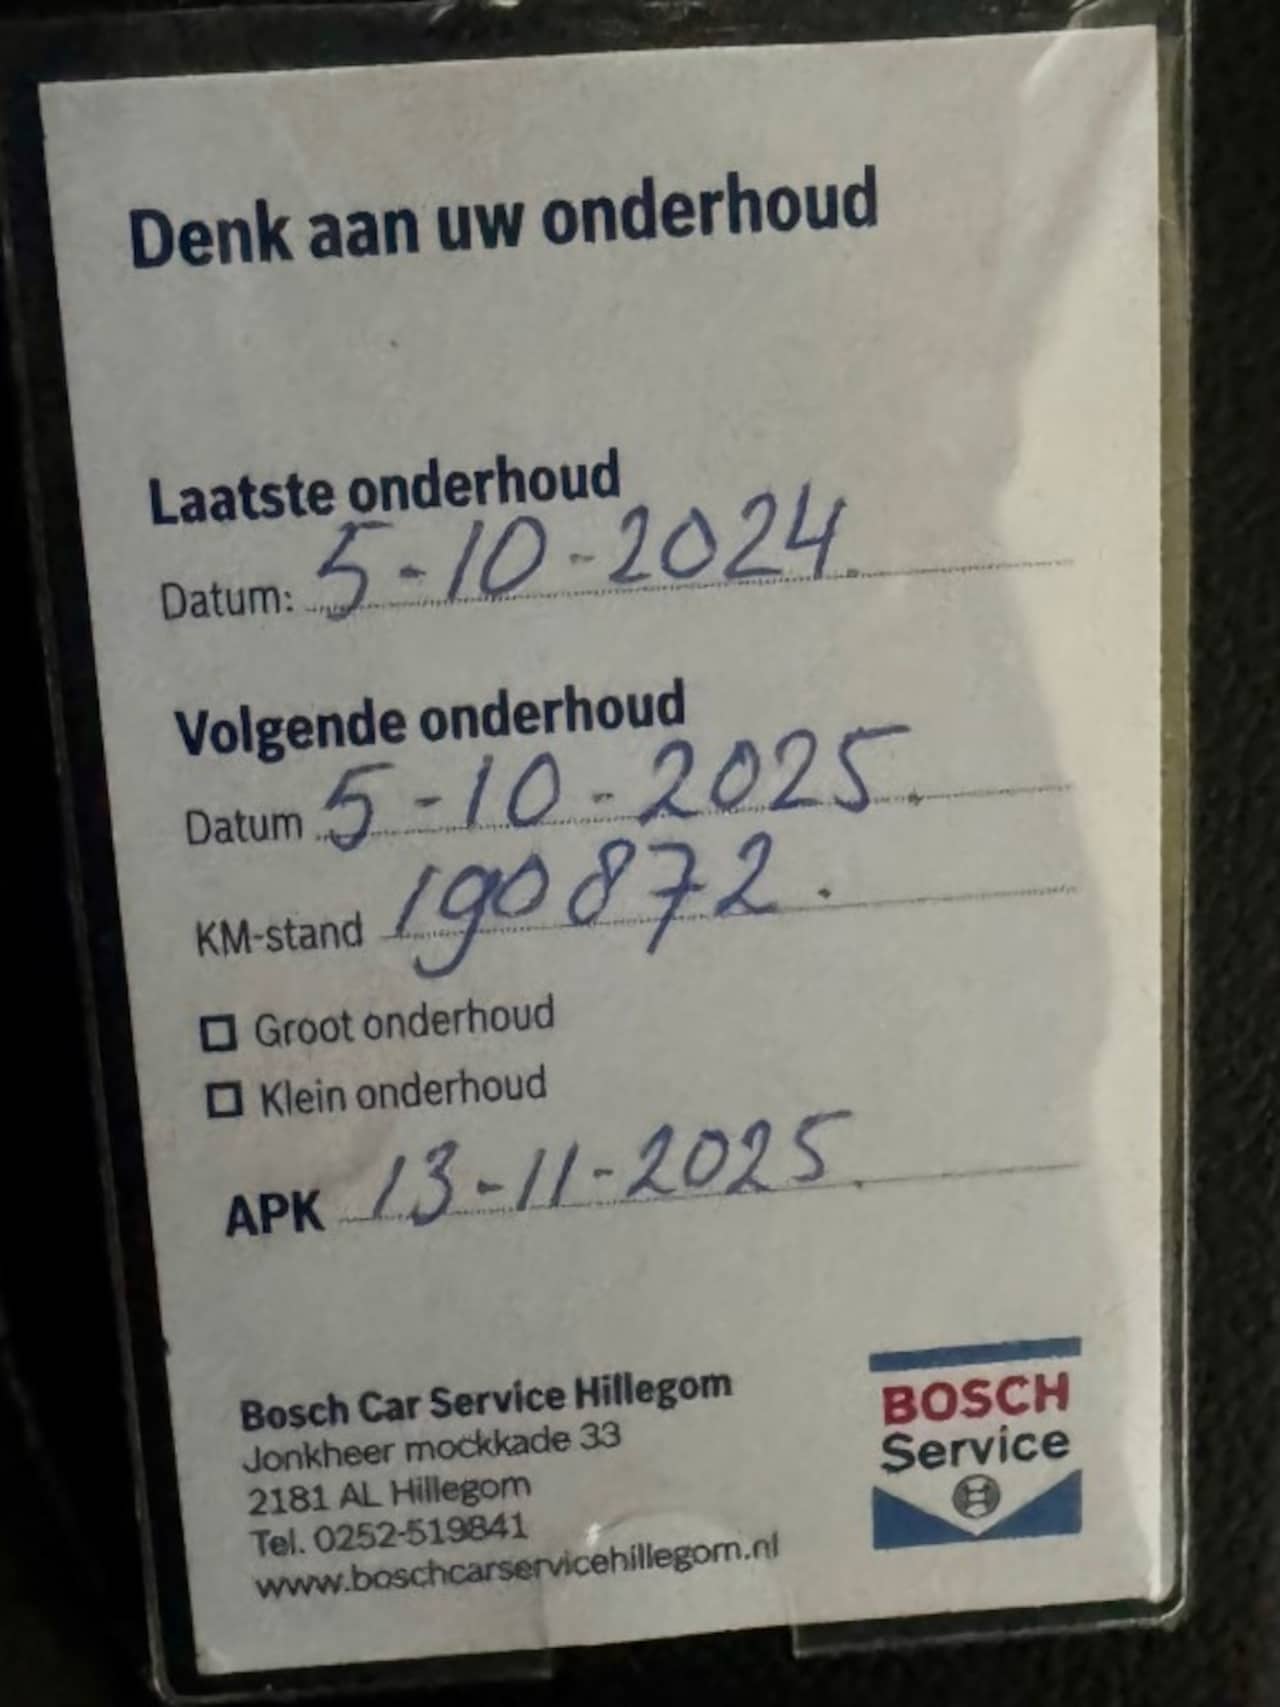 Denk aan uw onderhoud
Laatste onderhoud
Datum: 5-10-2024.
Volgende onderhoud
Datum 5-10-2025.
KM-stand 190872.
Groot onderhoud
Klein onderhoud
APK 13-11-2025.
Bosch Car Service Hillegom
Jonkheer mockkade 33
2181 AL Hillegom
Tel. 0252-519841
www.boschcarservicehillegom.nl
BOSCH
Service